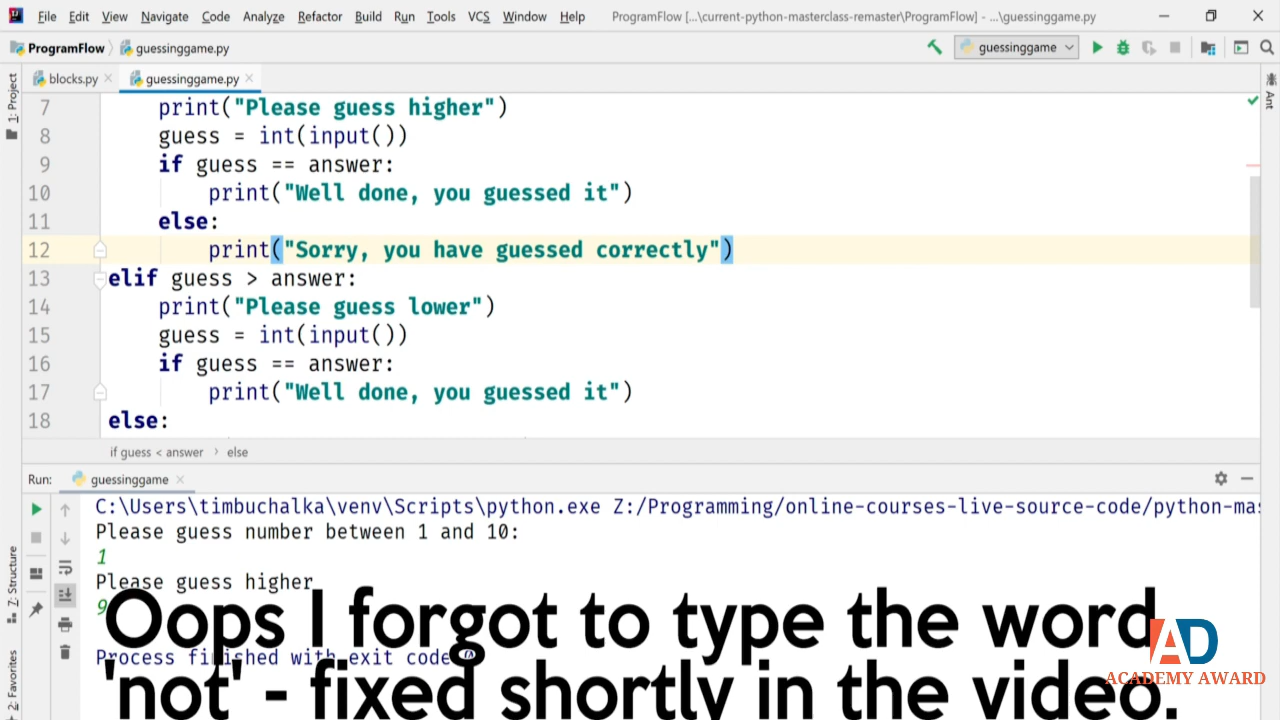 File Edit View Navigate Code Analyze Refactor Build Run Tools VCS Window Help ProgramFlow [...\current-python-masterclass-remaster\ProgramFlow] - ...\guessinggame.py
ProgramFlow guessinggame.py guessinggame
blocks.py guessinggame.py
1: Project
Ant
7 print("Please guess higher")
8 guess = int(input())
9 if guess == answer:
10 print("Well done, you guessed it")
11 else:
12 print("Sorry, you have guessed correctly")
13 elif guess > answer:
14 print("Please guess lower")
15 guess = int(input())
16 if guess == answer:
17 print("Well done, you guessed it")
18 else:
if guess < answer › else
Run: guessinggame
C:\Users\timbuchalka\venv\Scripts\python.exe Z:/Programming/online-courses-live-source-code/python-mas
Please guess number between 1 and 10:
1
Please guess higher
9
Process finished with exit code
Z: Structure
2: Favorites
Oops I forgot to type the word
'not' - fixed shortly in the video.
AD
ACADEMY AWARD